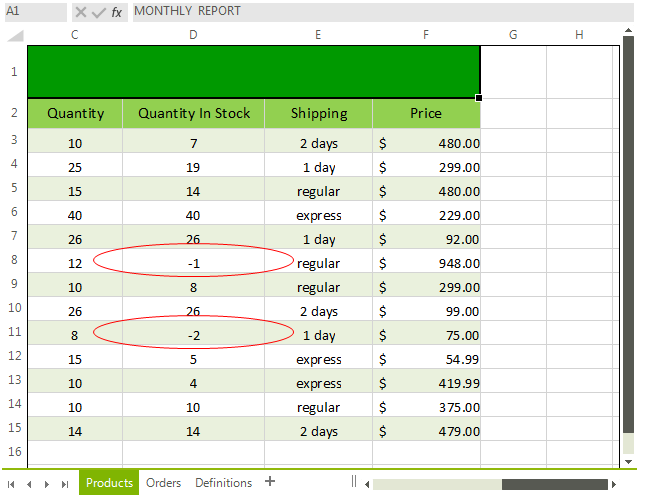 A1 fx MONTHLY REPORT
C D E F G H
1
2 Quantity Quantity In Stock Shipping Price
3 10 7 2 days $ 480.00
4 25 19 1 day $ 299.00
5 15 14 regular $ 480.00
6 40 40 express $ 229.00
7 26 26 1 day $ 92.00
8 12 -1 regular $ 948.00
9 10 8 regular $ 299.00
10 26 26 2 days $ 99.00
11 8 -2 1 day $ 75.00
12 15 5 express $ 54.99
13 10 4 express $ 419.99
14 10 10 regular $ 375.00
15 14 14 2 days $ 479.00
16
Products Orders Definitions +